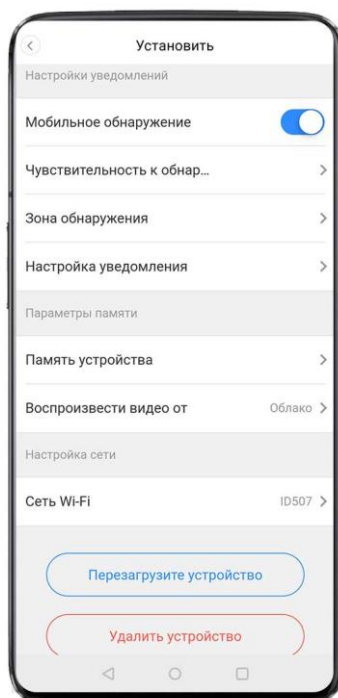 Установить
Настройки уведомлений
Мобильное обнаружение
Чувствительность к обнар...
Зона обнаружения
Настройка уведомления
Параметры памяти
Память устройства
Воспроизвести видео от Облако
Настройка сети
Сеть Wi-Fi ID507
Перезагрузите устройство
Удалить устройство